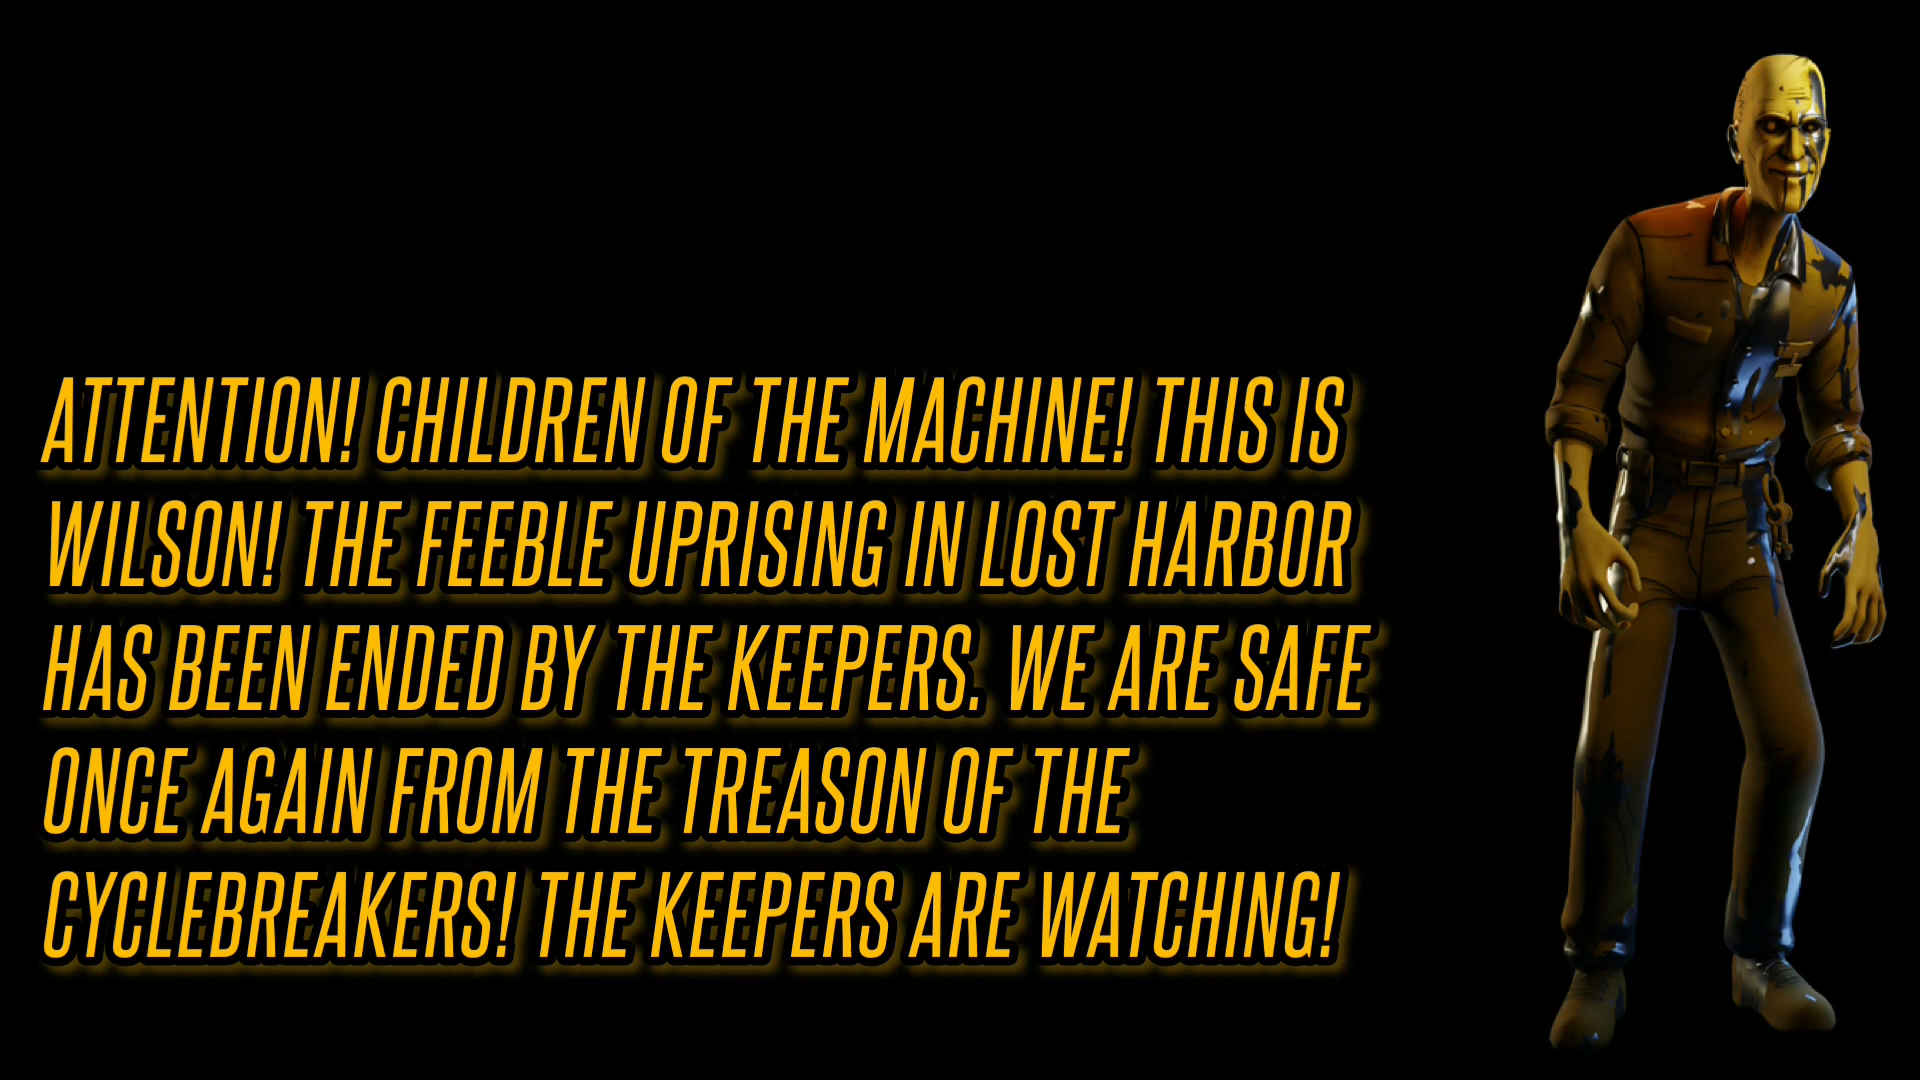 ATTENTION! CHILDREN OF THE MACHINE! THIS IS
WILSON! THE FEEBLE UPRISING IN LOST HARBOR
HAS BEEN ENDED BY THE KEEPERS. WE ARE SAFE
ONCE AGAIN FROM THE TREASON OF THE
CYCLEBREAKERS! THE KEEPERS ARE WATCHING!